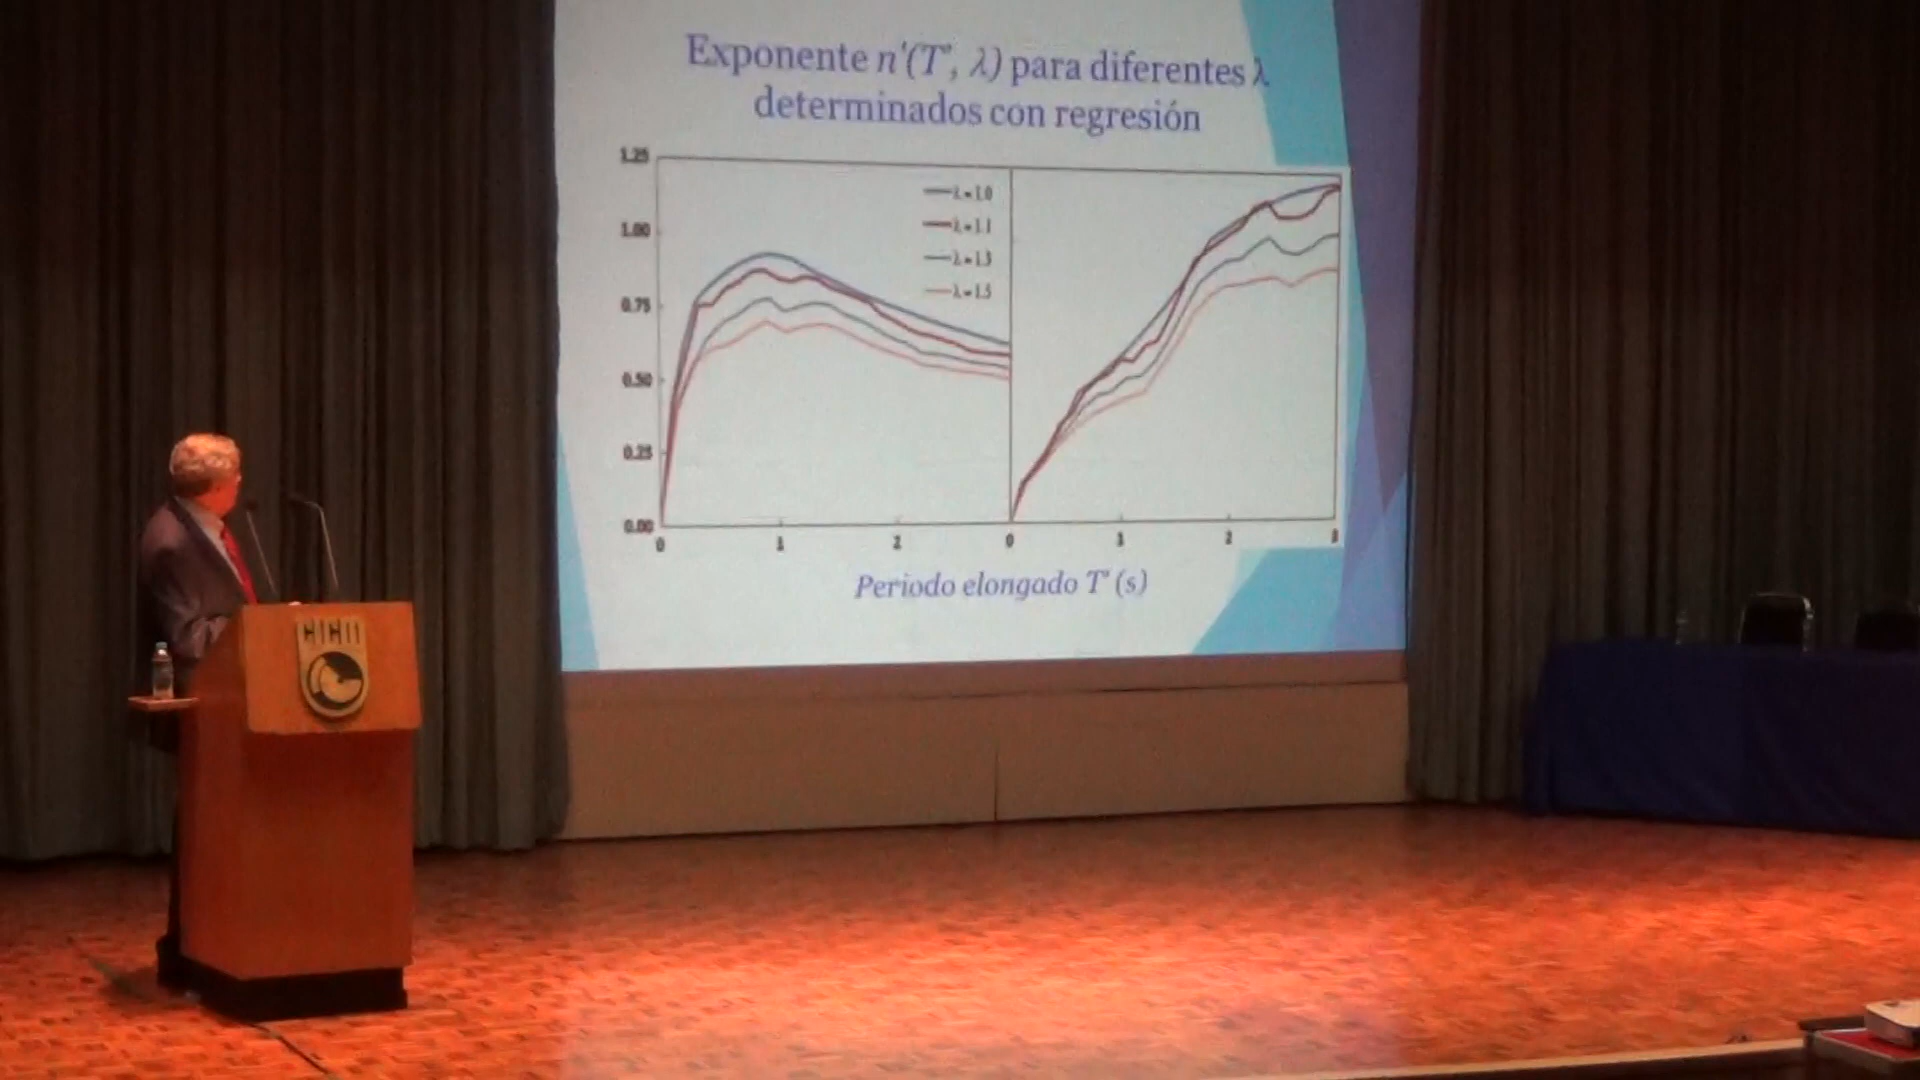 Exponente n'(T', λ) para diferentes λ
determinados con regresión
1.25
1.00
0.75
0.50
0.25
0.00
λ = 1.0
λ = 1.1
λ = 1.3
λ = 1.5
0 1 2 0 1 2 3
Periodo elongado T' (s)